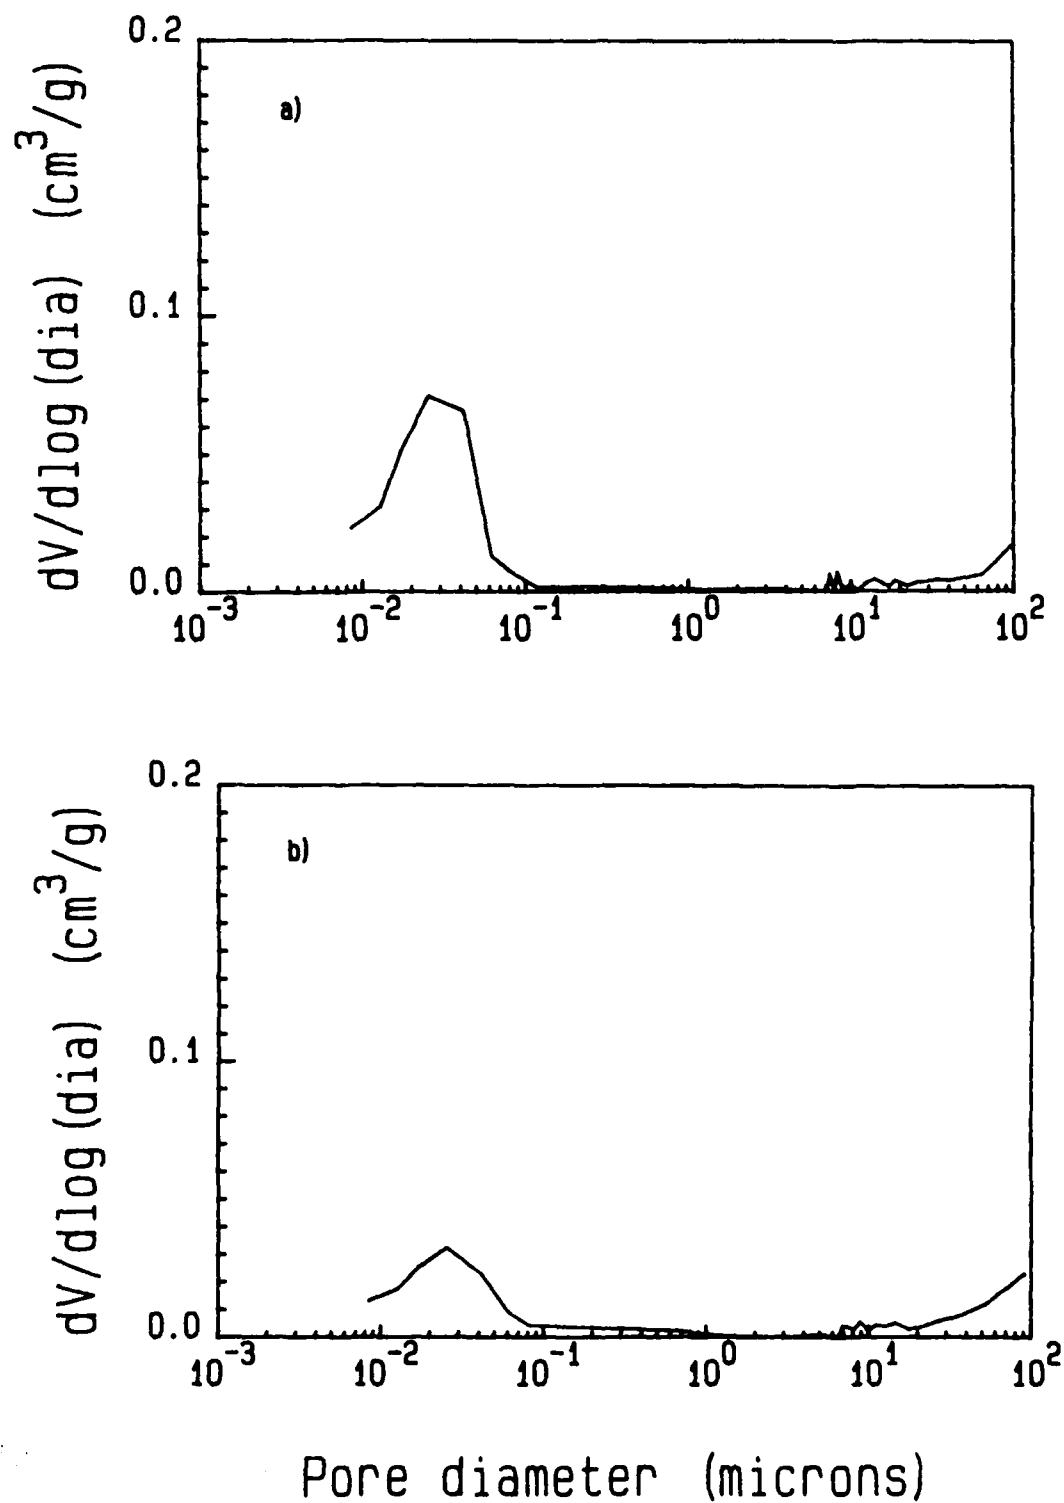 0.2
a)
dV/dlog(dia) (cm³/g)
0.1
0.0
10⁻³ 10⁻² 10⁻¹ 10⁰ 10¹ 10²
0.2
b)
dV/dlog(dia) (cm³/g)
0.1
0.0
10⁻³ 10⁻² 10⁻¹ 10⁰ 10¹ 10²
Pore diameter (microns)